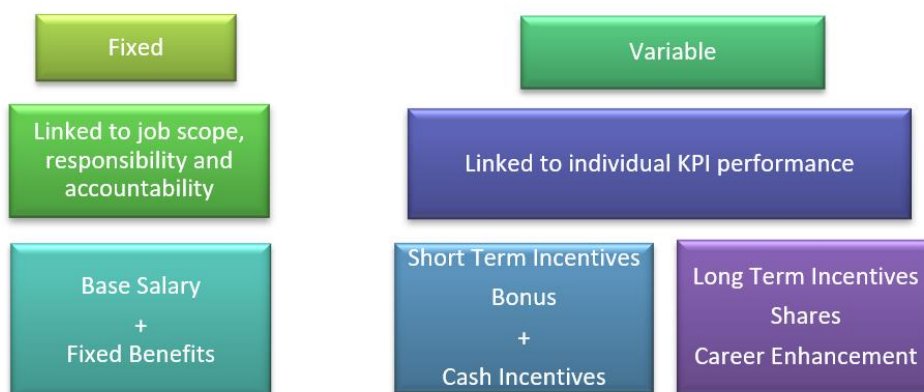 Fixed
Variable
Linked to job scope,
responsibility and
accountability
Linked to individual KPI performance
Base Salary
+
Fixed Benefits
Short Term Incentives
Bonus
+
Cash Incentives
Long Term Incentives
Shares
Career Enhancement